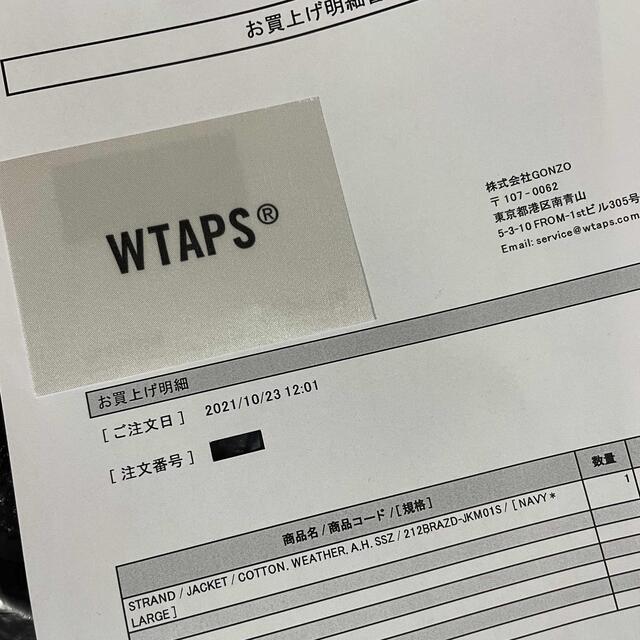 お買上げ明細
WTAPS®
株式会社GONZO
〒107-0062
東京都港区南青山
5-3-10 FROM-1stビル305号
Email: service@wtaps.com
お買上げ明細
[ご注文日] 2021/10/23 12:01
[注文番号]
商品名/商品コード/[規格] 数量
STRAND / JACKET / COTTON. WEATHER. A.H. SSZ / 212BRAZD-JKM01S / [ NAVY * 1
LARGE ]